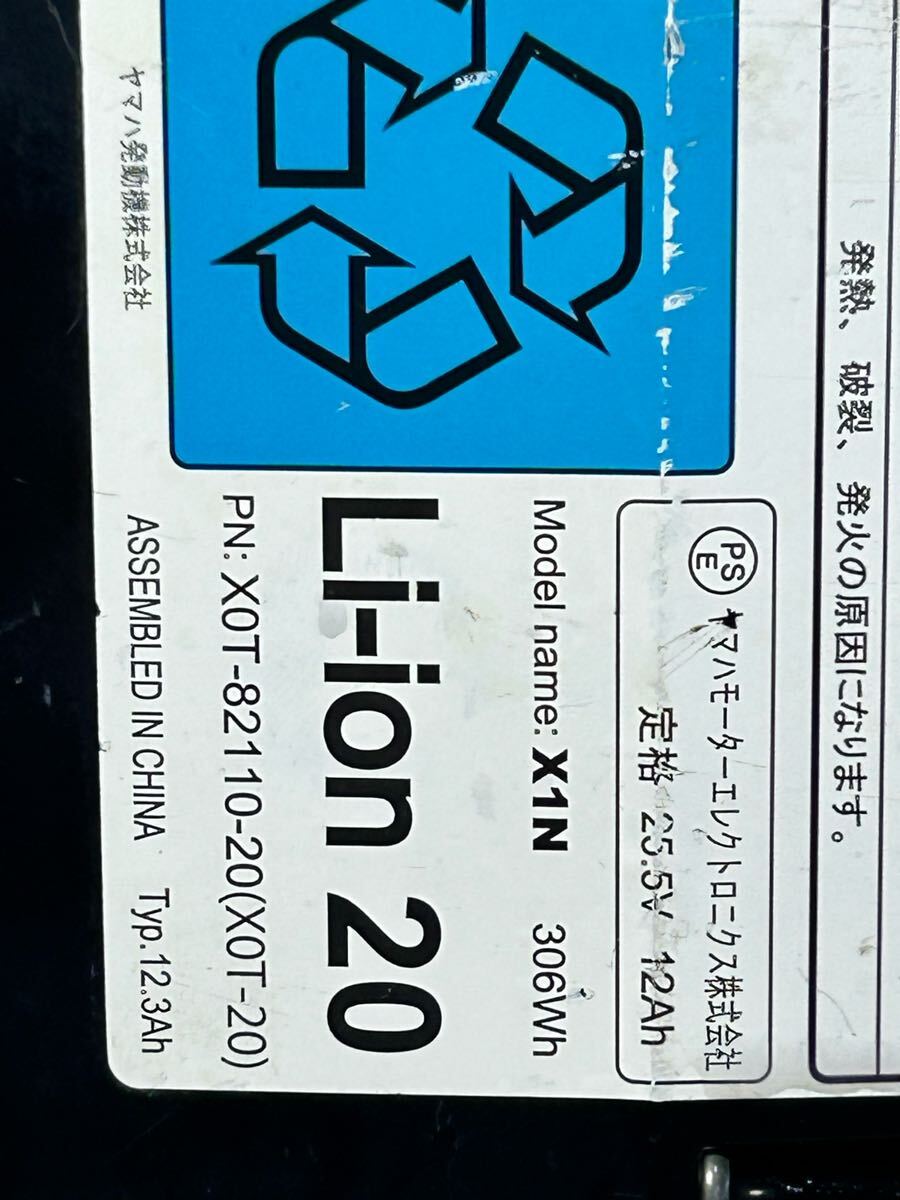 発熱、破裂、発火の原因になります。
PSE ヤマハモーターエレクトロニクス株式会社
定格 25.5V 12Ah
Model name: X1N 306Wh
Li-ion 20
PN: X0T-82110-20(X0T-20)
ヤマハ発動機株式会社
ASSEMBLED IN CHINA Typ.12.3Ah